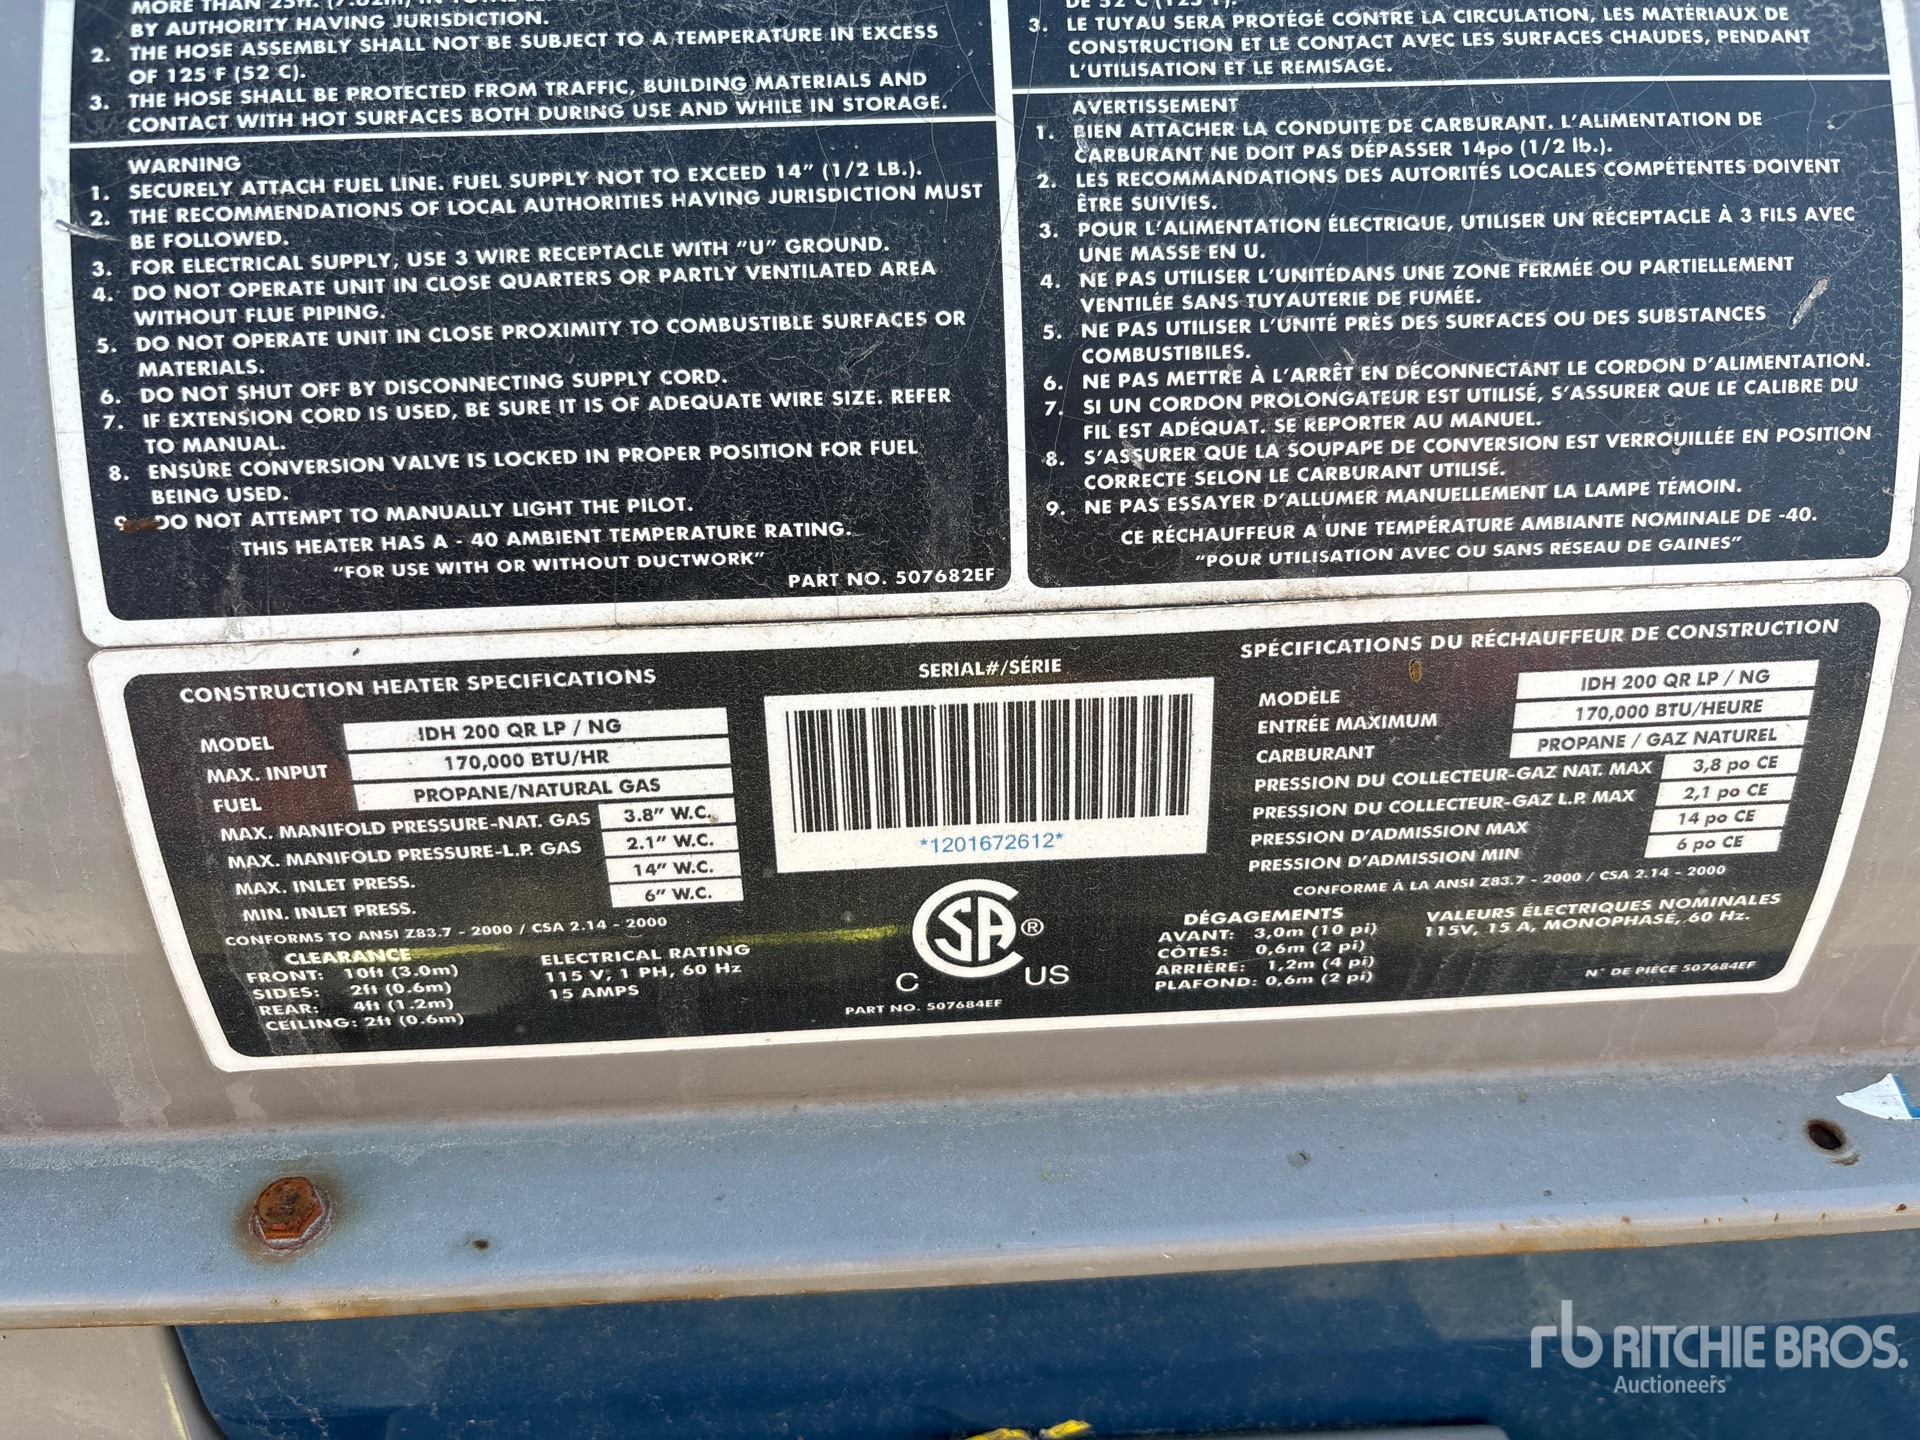 BY AUTHORITY HAVING JURISDICTION.
2. THE HOSE ASSEMBLY SHALL NOT BE SUBJECT TO A TEMPERATURE IN EXCESS
OF 125 F (52 C).
3. THE HOSE SHALL BE PROTECTED FROM TRAFFIC, BUILDING MATERIALS AND
CONTACT WITH HOT SURFACES BOTH DURING USE AND WHILE IN STORAGE.
WARNING
1. SECURELY ATTACH FUEL LINE. FUEL SUPPLY NOT TO EXCEED 14" (1/2 LB.).
2. THE RECOMMENDATIONS OF LOCAL AUTHORITIES HAVING JURISDICTION MUST
BE FOLLOWED.
3. FOR ELECTRICAL SUPPLY, USE 3 WIRE RECEPTACLE WITH "U" GROUND.
4. DO NOT OPERATE UNIT IN CLOSE QUARTERS OR PARTLY VENTILATED AREA
WITHOUT FLUE PIPING.
5. DO NOT OPERATE UNIT IN CLOSE PROXIMITY TO COMBUSTIBLE SURFACES OR
MATERIALS.
6. DO NOT SHUT OFF BY DISCONNECTING SUPPLY CORD.
7. IF EXTENSION CORD IS USED, BE SURE IT IS OF ADEQUATE WIRE SIZE. REFER
TO MANUAL.
8. ENSURE CONVERSION VALVE IS LOCKED IN PROPER POSITION FOR FUEL
BEING USED.
9. DO NOT ATTEMPT TO MANUALLY LIGHT THE PILOT.
THIS HEATER HAS A - 40 AMBIENT TEMPERATURE RATING.
"FOR USE WITH OR WITHOUT DUCTWORK"
PART NO. 507682EF
3. LE TUYAU SERA PROTÉGÉ CONTRE LA CIRCULATION, LES MATÉRIAUX DE
CONSTRUCTION ET LE CONTACT AVEC LES SURFACES CHAUDES, PENDANT
L'UTILISATION ET LE REMISAGE.
AVERTISSEMENT
1. BIEN ATTACHER LA CONDUITE DE CARBURANT. L'ALIMENTATION DE
CARBURANT NE DOIT PAS DÉPASSER 14po (1/2 lb.).
2. LES RECOMMANDATIONS DES AUTORITÉS LOCALES COMPÉTENTES DOIVENT
ÊTRE SUIVIES.
3. POUR L'ALIMENTATION ÉLECTRIQUE, UTILISER UN RÉCEPTACLE À 3 FILS AVEC
UNE MASSE EN U.
4. NE PAS UTILISER L'UNITÉDANS UNE ZONE FERMÉE OU PARTIELLEMENT
VENTILÉE SANS TUYAUTERIE DE FUMÉE.
5. NE PAS UTILISER L'UNITÉ PRÈS DES SURFACES OU DES SUBSTANCES
COMBUSTIBILES.
6. NE PAS METTRE À L'ARRÊT EN DÉCONNECTANT LE CORDON D'ALIMENTATION.
7. SI UN CORDON PROLONGATEUR EST UTILISÉ, S'ASSURER QUE LE CALIBRE DU
FIL EST ADÉQUAT. SE REPORTER AU MANUEL.
8. S'ASSURER QUE LA SOUPAPE DE CONVERSION EST VERROUILLÉE EN POSITION
CORRECTE SELON LE CARBURANT UTILISÉ.
9. NE PAS ESSAYER D'ALLUMER MANUELLEMENT LA LAMPE TÉMOIN.
CE RÉCHAUFFEUR A UNE TEMPÉRATURE AMBIANTE NOMINALE DE -40.
"POUR UTILISATION AVEC OU SANS RÉSEAU DE GAINES"
CONSTRUCTION HEATER SPECIFICATIONS
MODEL IDH 200 QR LP / NG
MAX. INPUT 170,000 BTU/HR
FUEL PROPANE/NATURAL GAS
MAX. MANIFOLD PRESSURE-NAT. GAS 3.8" W.C.
MAX. MANIFOLD PRESSURE-L.P. GAS 2.1" W.C.
MAX. INLET PRESS. 14" W.C.
MIN. INLET PRESS. 6" W.C.
CONFORMS TO ANSI Z83.7 - 2000 / CSA 2.14 - 2000
CLEARANCE
FRONT: 10ft (3.0m)
SIDES: 2ft (0.6m)
REAR: 4ft (1.2m)
CEILING: 2ft (0.6m)
ELECTRICAL RATING
115 V, 1 PH, 60 Hz
15 AMPS
SERIAL#/SÉRIE
*1201672612*
CSA ®
C US
PART NO. 507684EF
SPÉCIFICATIONS DU RÉCHAUFFEUR DE CONSTRUCTION
MODÈLE IDH 200 QR LP / NG
ENTRÉE MAXIMUM 170,000 BTU/HEURE
CARBURANT PROPANE / GAZ NATUREL
PRESSION DU COLLECTEUR-GAZ NAT. MAX 3,8 po CE
PRESSION DU COLLECTEUR-GAZ L.P. MAX 2,1 po CE
PRESSION D'ADMISSION MAX 14 po CE
PRESSION D'ADMISSION MIN 6 po CE
CONFORME À LA ANSI Z83.7 - 2000 / CSA 2.14 - 2000
DÉGAGEMENTS
AVANT: 3,0m (10 pi)
CÔTES: 0,6m (2 pi)
ARRIÈRE: 1,2m (4 pi)
PLAFOND: 0,6m (2 pi)
VALEURS ÉLECTRIQUES NOMINALES
115V, 15 A, MONOPHASE, 60 Hz.
N° DE PIÈCE 507684EF
rb RITCHIE BROS.
Auctioneers